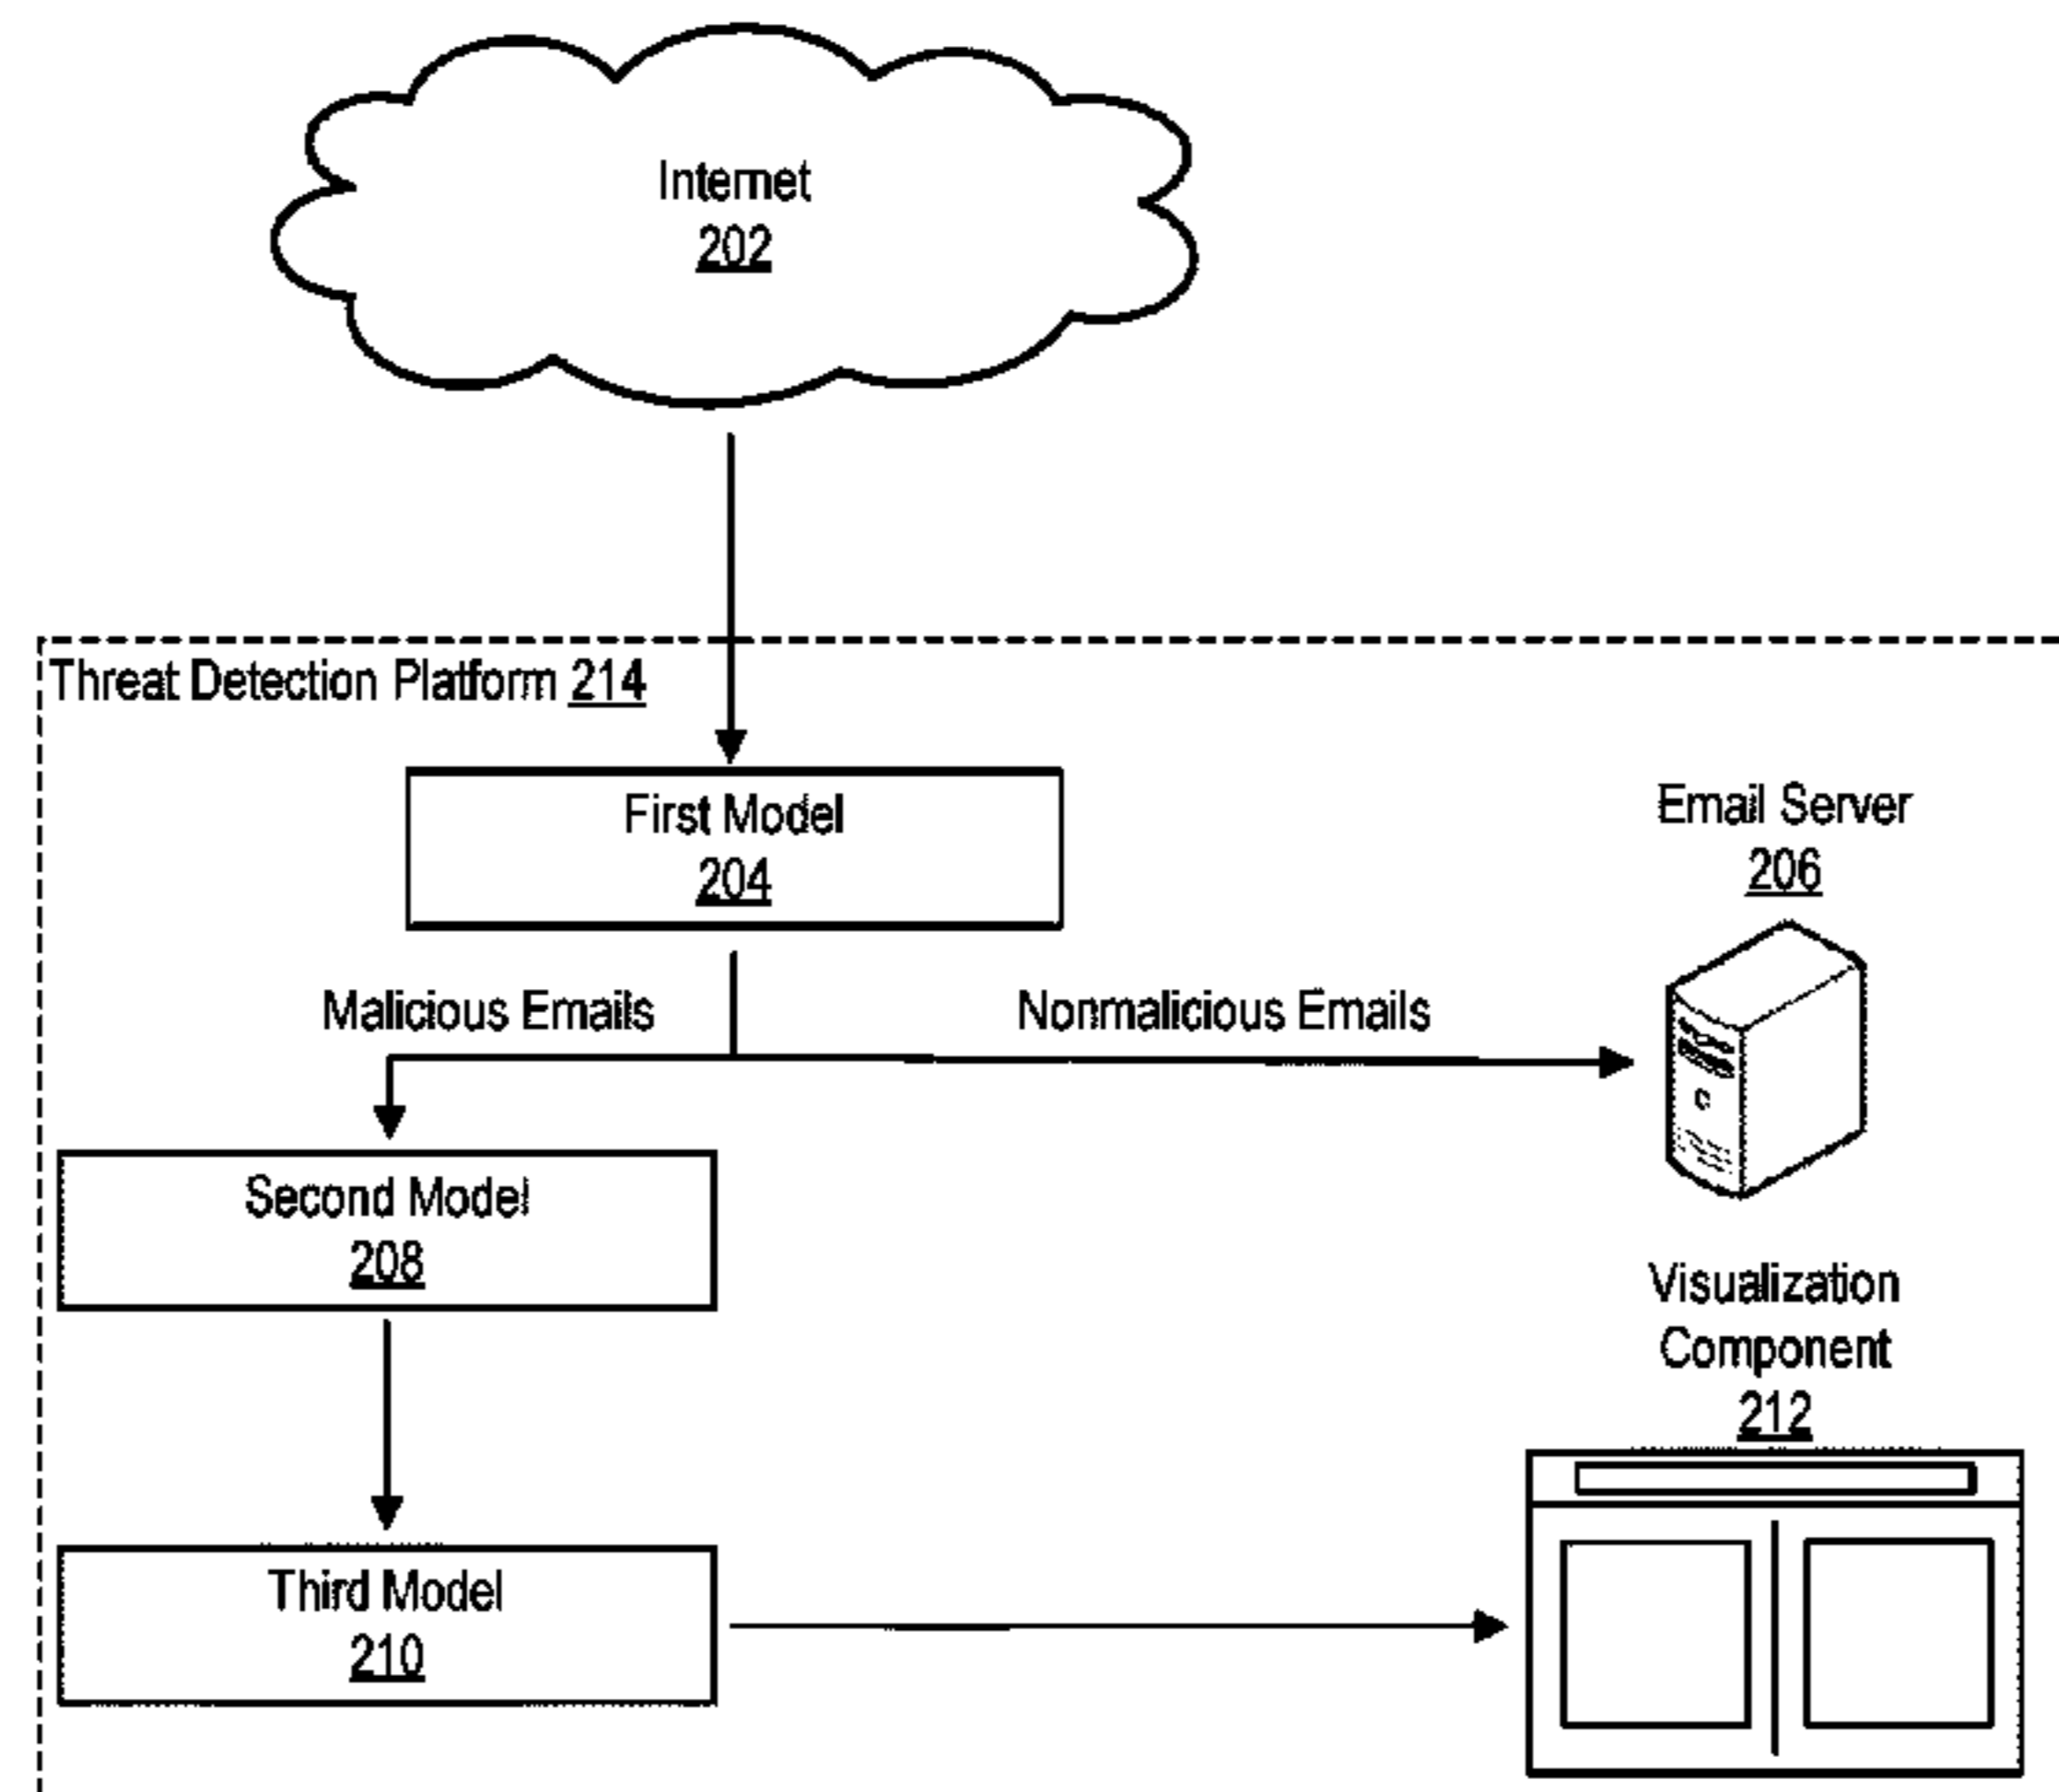 Internet
202
Threat Detection Platform 214
First Model
204
Email Server
206
Malicious Emails
Nonmalicious Emails
Second Model
208
Visualization
Component
212
Third Model
210